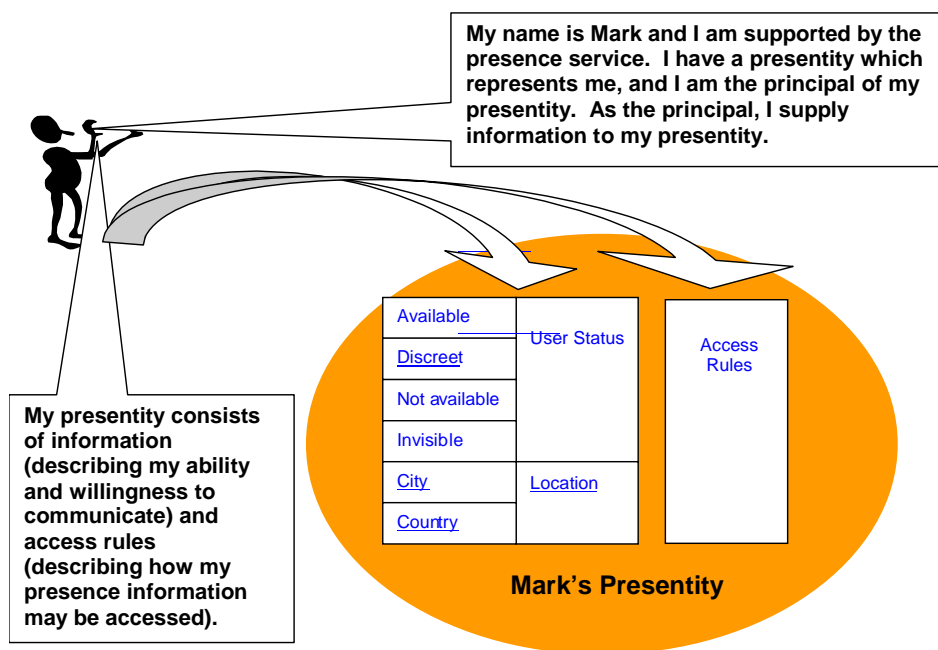 My name is Mark and I am supported by the
presence service.  I have a presentity which
represents me, and I am the principal of my
presentity.  As the principal, I supply
information to my presentity.
Available
User Status
Discreet
Not available
Invisible
City
Location
Country
Access
Rules
My presentity consists
of information
(describing my ability
and willingness to
communicate) and
access rules
(describing how my
presence information
may be accessed).
Mark's Presentity